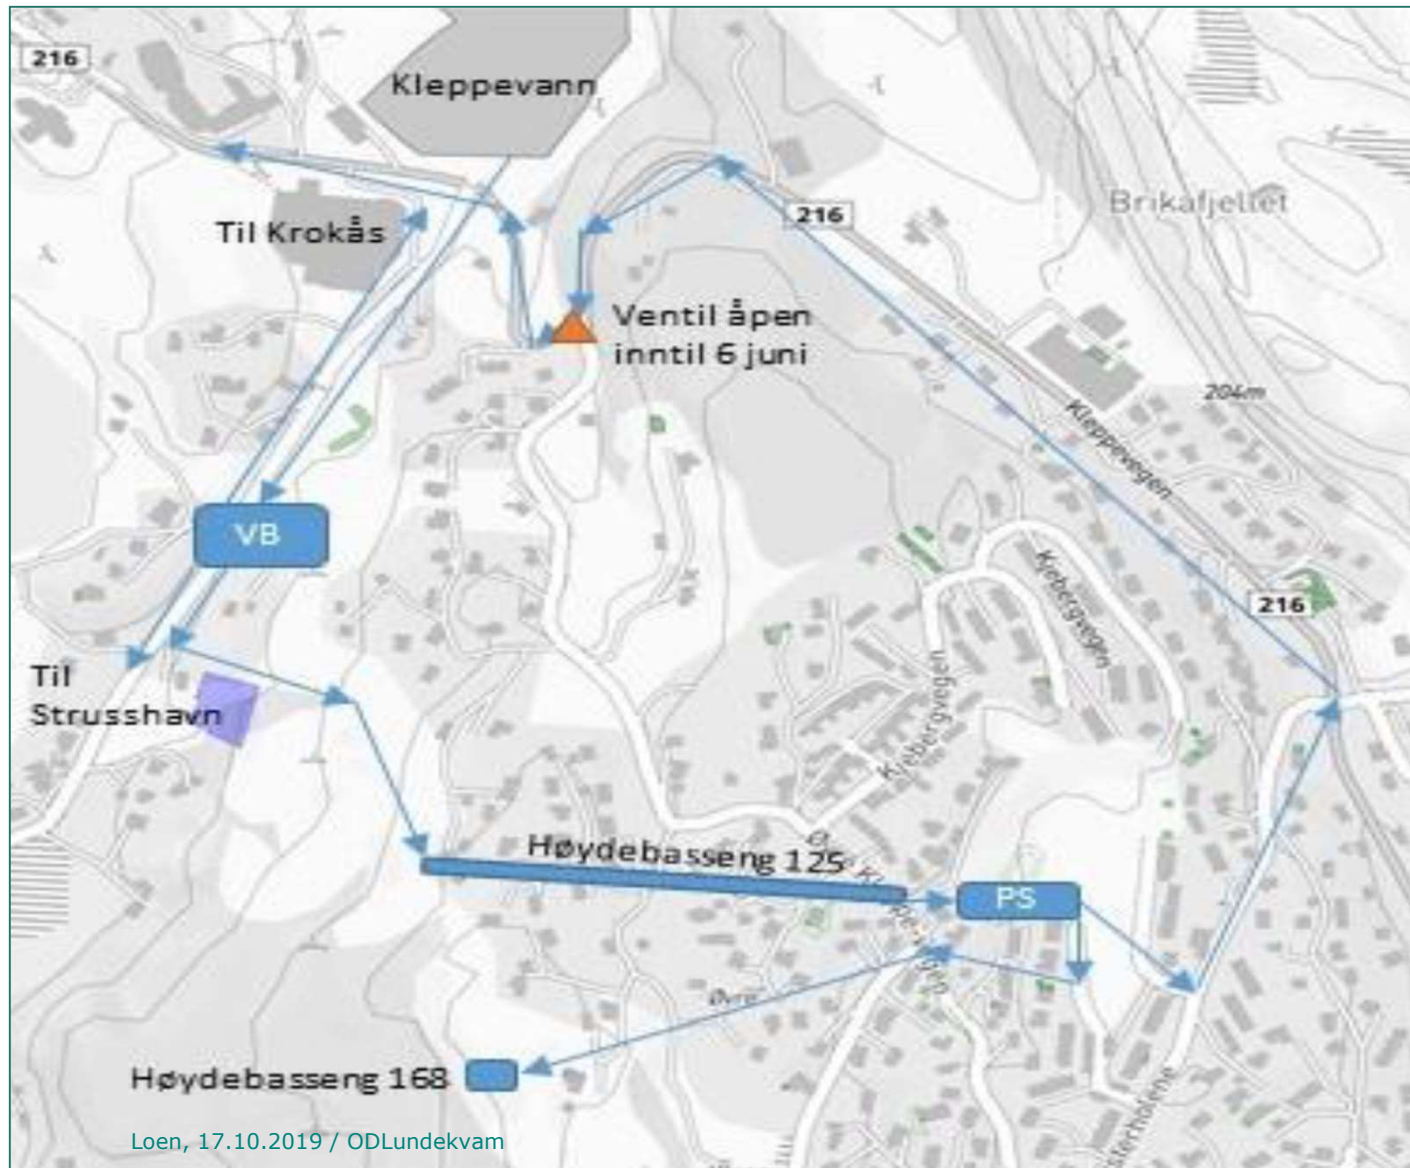 216
Kleppevann
Brikafjellet
216
Til Krokås
Ventil åpen
inntil 6 juni
204m
Kleppevegen
VB
Kjebergvegen
216
Til
Strusshavn
Kjebergvegen
Høydebasseng 125
PS
Øvre
Høydebasseng 168
Loen, 17.10.2019 / ODLundekvam